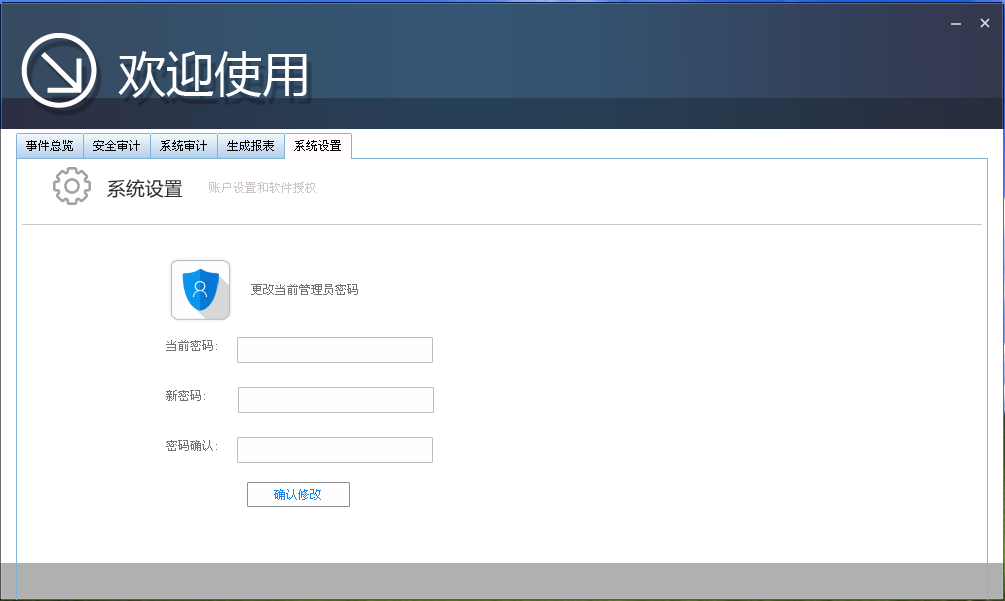 欢迎使用
事件总览 安全审计 系统审计 生成报表 系统设置
系统设置 账户设置和软件授权
更改当前管理员密码
当前密码:
新密码:
密码确认:
确认修改